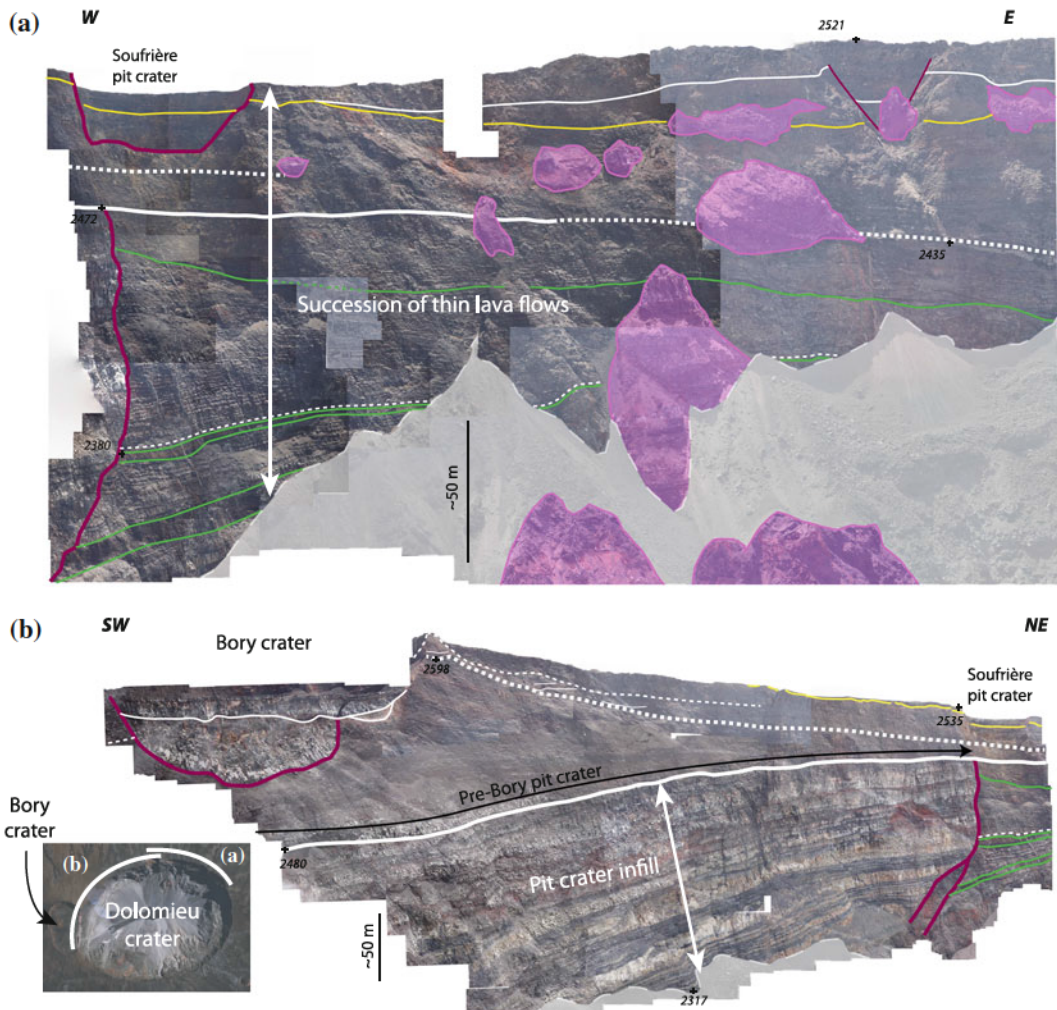 (a)
W
E
2521
Soufrière
pit crater
2472
2435
Succession of thin lava flows
2380
~50 m
(b)
SW
NE
Bory crater
2598
Soufrière
pit crater
2535
Pre-Bory pit crater
2480
Pit crater infill
Bory
crater
(b)
(a)
Dolomieu
crater
~50 m
2317